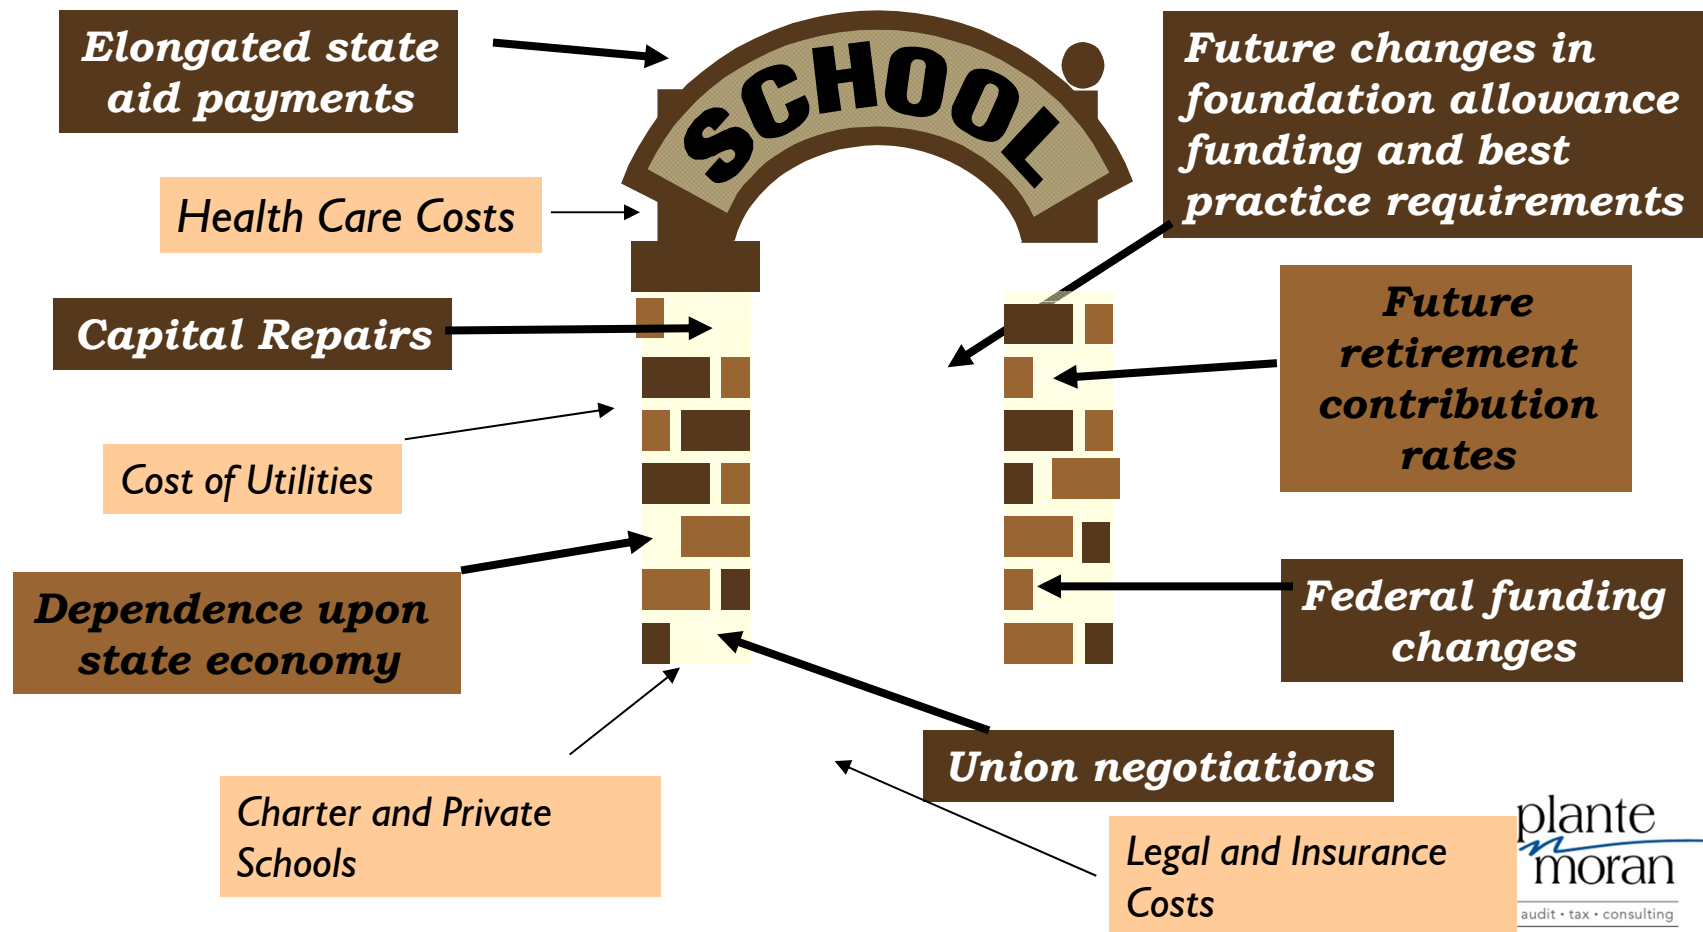 Elongated state
aid payments
SCHOOL
Future changes in
foundation allowance
funding and best
practice requirements
Health Care Costs
Capital Repairs
Future
retirement
contribution
rates
Cost of Utilities
Dependence upon
state economy
Federal funding
changes
Union negotiations
Charter and Private
Schools
Legal and Insurance
Costs
plante
moran
audit • tax • consulting